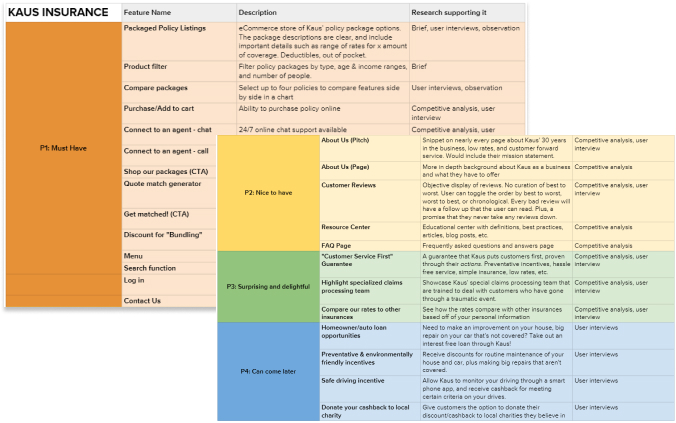 KAUS INSURANCE
Feature Name
Description
Research supporting it
P1: Must Have
Packaged Policy Listings
eCommerce store of Kaus' policy package options.
The package descriptions are clear, and include
important details such as range of rates for x amount
of coverage. Deductibles, out of pocket.
Brief, user interviews, observation
Product filter
Filter policy packages by type, age & income ranges,
and number of people.
Brief
Compare packages
Select up to four policies to compare features side
by side in a chart
User interviews, observation
Purchase/Add to cart
Ability to purchase policy online
Competitive analysis, user
interview
Connect to an agent - chat
24/7 online chat support available
Competitive analysis, user
Connect to an agent - call
Shop our packages (CTA)
Quote match generator
Get matched! (CTA)
Discount for "Bundling"
Menu
Search function
Log in
Contact Us
P2: Nice to have
About Us (Pitch)
Snippet on nearly every page about Kaus' 30 years
in the business, low rates, and customer forward
service. Would include their mission statement.
Competitive analysis, user
interview
About Us (Page)
More in depth background about Kaus as a business
and what they have to offer
Competitive analysis
Customer Reviews
Objective display of reviews. No curation of best to
worst. User can toggle the order by best to worst,
worst to best, or chronological. Every bad review will
have a follow up that the user can read. Plus, a
promise that they never take any reviews down.
Competitive analysis, user
interview
Resource Center
Educational center with definitions, best practices,
articles, blog posts, etc.
Competitive analysis
FAQ Page
Frequently asked questions and answers page
Competitive analysis
P3: Surprising and delightful
"Customer Service First"
Guarantee
A guarantee that Kaus puts customers first, proven
through their actions. Preventative incentives, hassle
free service, simple insurance, low rates, etc.
Competitive analysis, user
interview
Highlight specialized claims
processing team
Showcase Kaus' special claims processing team that
are trained to deal with customers who have gone
through a traumatic event.
Competitive analysis, user
interview
Compare our rates to other
insurances
See how the rates compare with other insurances
based off of your personal information
Competitive analysis, user
interview
P4: Can come later
Homeowner/auto loan
opportunities
Need to make an improvement on your house, big
repair on your car that's not covered? Take out an
interest free loan through Kaus!
User interviews
Preventative & environmentally
friendly incentives
Receive discounts for routine maintenance of your
house and car, plus making big repairs that aren't
covered.
User interviews
Safe driving incentive
Allow Kaus to monitor your driving through a smart
phone app, and receive cashback for meeting
certain criteria on your drives.
User interviews
Donate your cashback to local
charity
Give customers the option to donate their
discount/cashback to local charities they believe in
User interviews